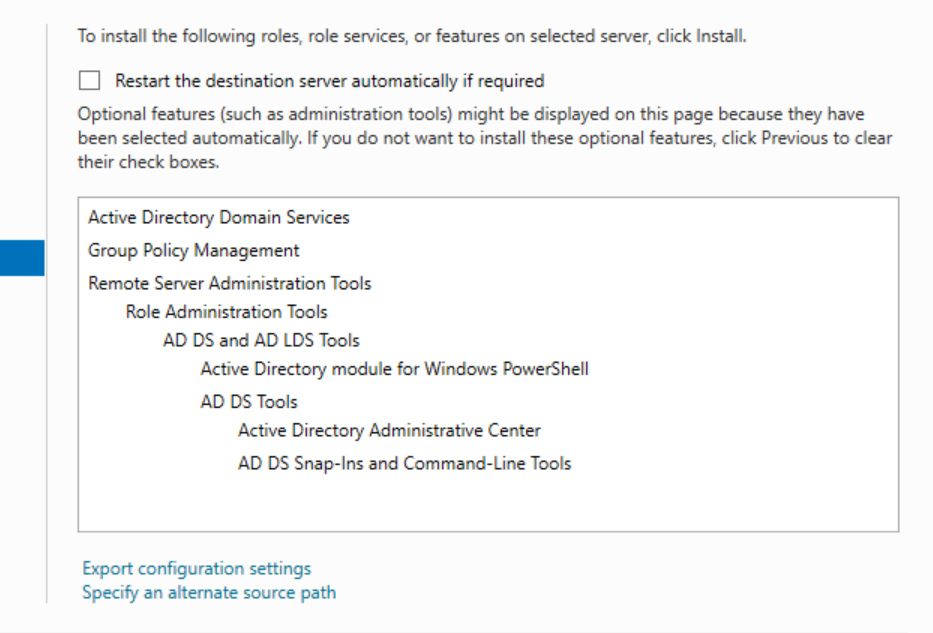 To install the following roles, role services, or features on selected server, click Install.
Restart the destination server automatically if required
Optional features (such as administration tools) might be displayed on this page because they have
been selected automatically. If you do not want to install these optional features, click Previous to clear
their check boxes.
Active Directory Domain Services
Group Policy Management
Remote Server Administration Tools
Role Administration Tools
AD DS and AD LDS Tools
Active Directory module for Windows PowerShell
AD DS Tools
Active Directory Administrative Center
AD DS Snap-Ins and Command-Line Tools
Export configuration settings
Specify an alternate source path